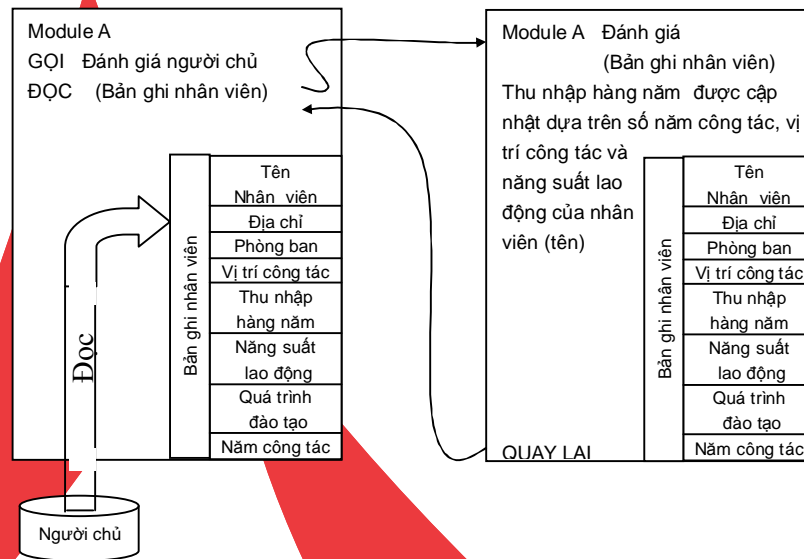 Module A
GỌI Đánh giá người chủ
ĐỌC (Bản ghi nhân viên)
Bản ghi nhân viên
Tên
Nhân viên
Địa chỉ
Phòng ban
Vị trí công tác
Thu nhập
hàng năm
Năng suất
lao động
Quá trình
đào tạo
Năm công tác
Đọc
Người chủ
Module A Đánh giá
(Bản ghi nhân viên)
Thu nhập hàng năm được cập
nhật dựa trên số năm công tác, vị
trí công tác và
năng suất lao
động của nhân
viên (tên)
Bản ghi nhân viên
Tên
Nhân viên
Địa chỉ
Phòng ban
Vị trí công tác
Thu nhập
hàng năm
Năng suất
lao động
Quá trình
đào tạo
Năm công tác
QUAY LẠI